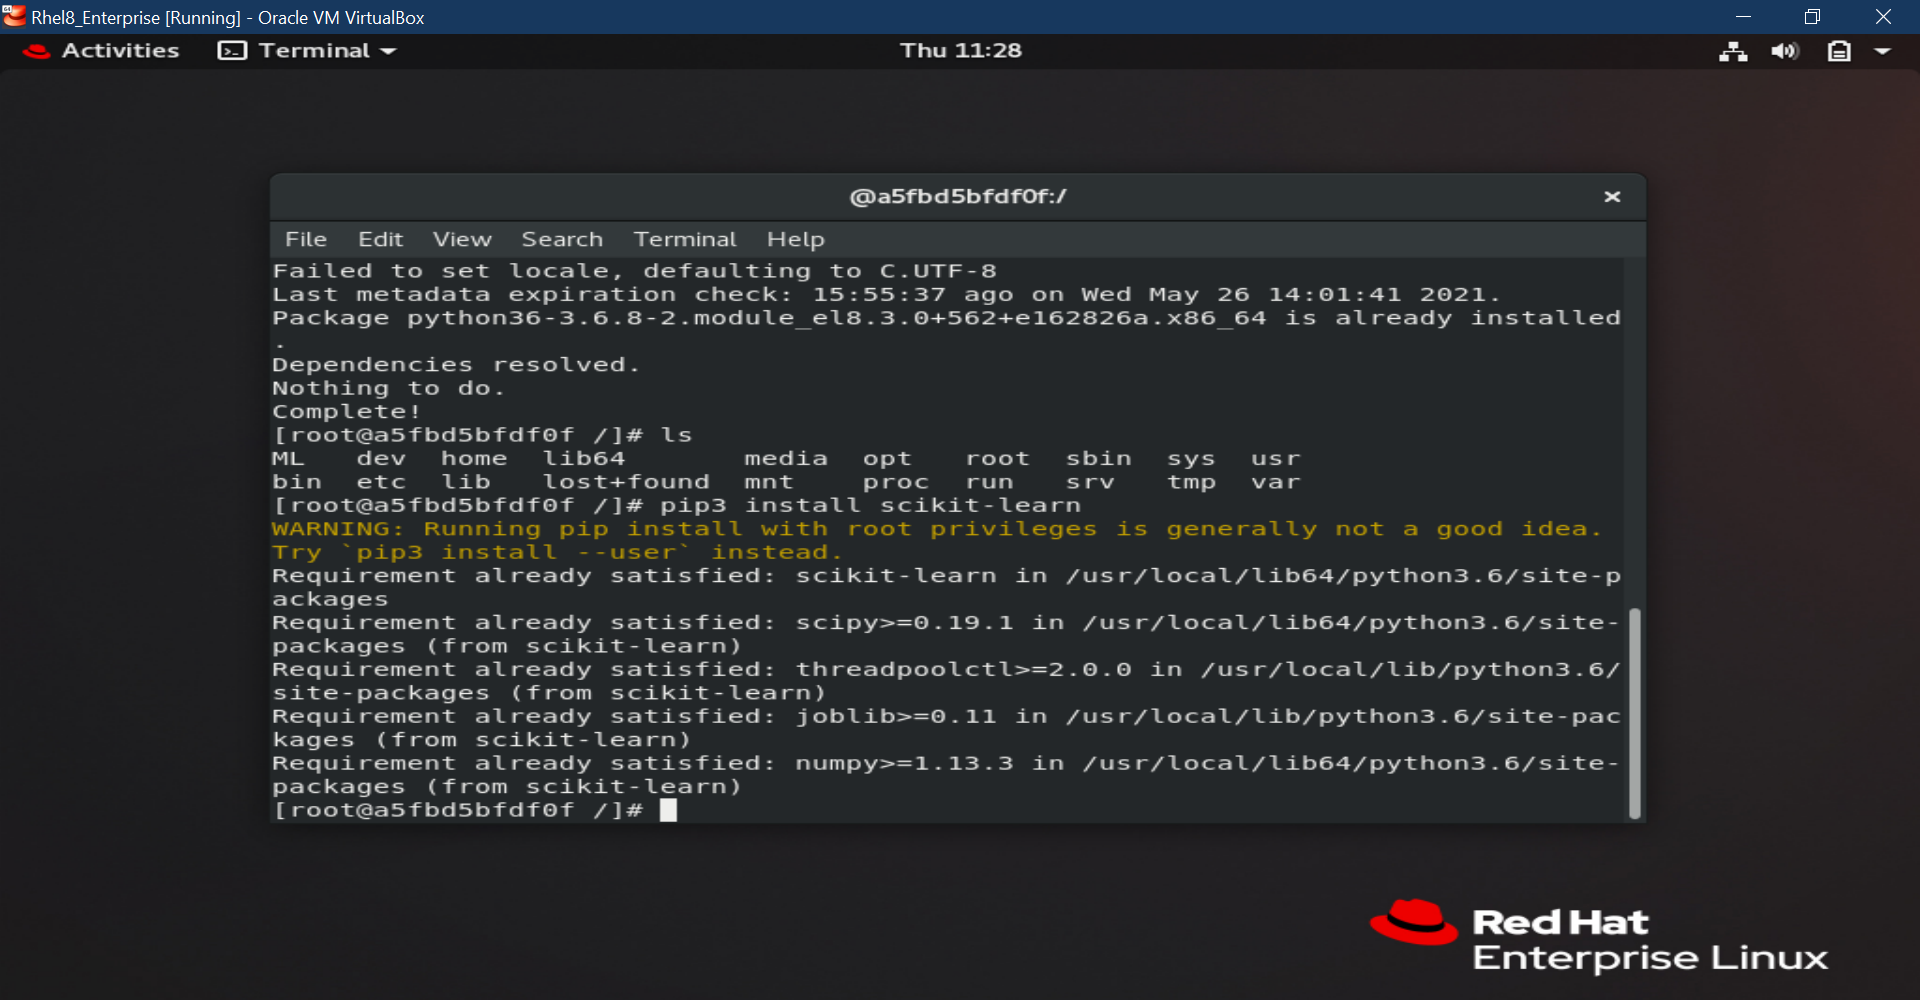 64
Rhel8_Enterprise [Running] - Oracle VM VirtualBox
Activities Terminal Thu 11:28
@a5fbd5bfdf0f:/
File Edit View Search Terminal Help
Failed to set locale, defaulting to C.UTF-8
Last metadata expiration check: 15:55:37 ago on Wed May 26 14:01:41 2021.
Package python36-3.6.8-2.module_el8.3.0+562+e162826a.x86_64 is already installed
.
Dependencies resolved.
Nothing to do.
Complete!
[root@a5fbd5bfdf0f /]# ls
ML dev home lib64 media opt root sbin sys usr
bin etc lib lost+found mnt proc run srv tmp var
[root@a5fbd5bfdf0f /]# pip3 install scikit-learn
WARNING: Running pip install with root privileges is generally not a good idea.
Try `pip3 install --user` instead.
Requirement already satisfied: scikit-learn in /usr/local/lib64/python3.6/site-p
ackages
Requirement already satisfied: scipy>=0.19.1 in /usr/local/lib64/python3.6/site-
packages (from scikit-learn)
Requirement already satisfied: threadpoolctl>=2.0.0 in /usr/local/lib/python3.6/
site-packages (from scikit-learn)
Requirement already satisfied: joblib>=0.11 in /usr/local/lib/python3.6/site-pac
kages (from scikit-learn)
Requirement already satisfied: numpy>=1.13.3 in /usr/local/lib64/python3.6/site-
packages (from scikit-learn)
[root@a5fbd5bfdf0f /]#
Red Hat
Enterprise Linux